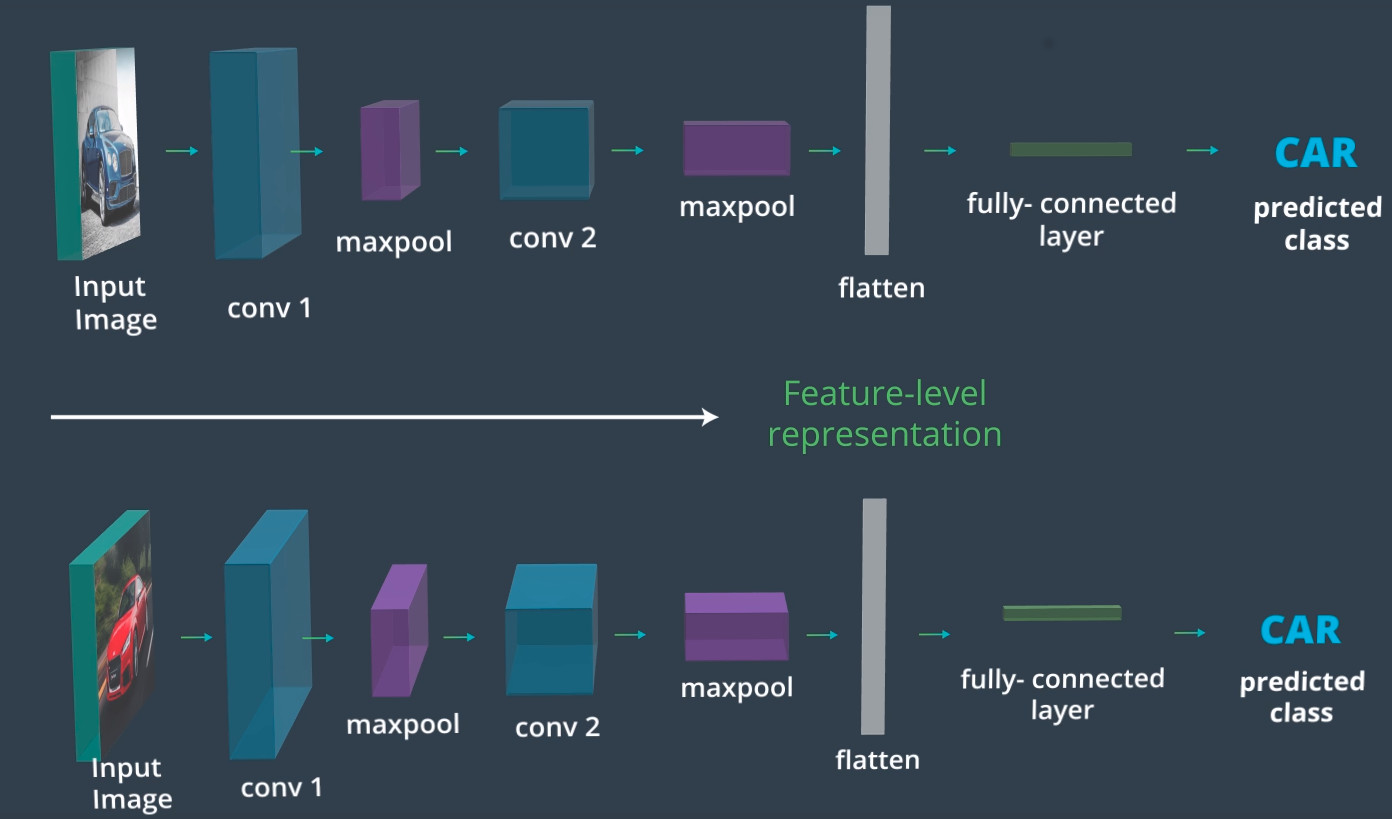 Input
Image
conv 1
maxpool
conv 2
maxpool
flatten
fully- connected
layer
CAR
predicted
class
Feature-level
representation
Input
Image
conv 1
maxpool
conv 2
maxpool
flatten
fully- connected
layer
CAR
predicted
class